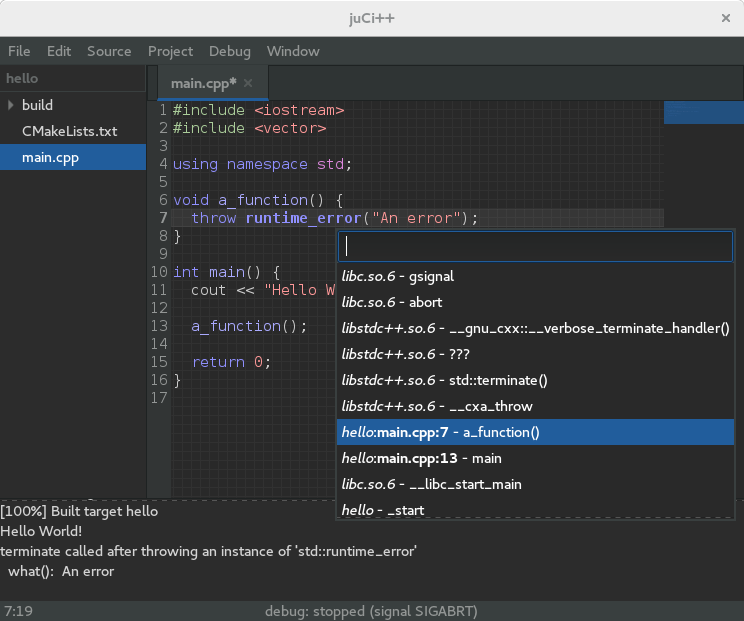 juCi++
File Edit Source Project Debug Window
hello
build
CMakeLists.txt
main.cpp
main.cpp*
1 #include <iostream>
2 #include <vector>
3
4 using namespace std;
5
6 void a_function() {
7 throw runtime_error("An error");
8 }
9
10 int main() {
11 cout << "Hello W
12
13 a_function();
14
15 return 0;
16 }
17
libc.so.6 - gsignal
libc.so.6 - abort
libstdc++.so.6 - __gnu_cxx::__verbose_terminate_handler()
libstdc++.so.6 - ???
libstdc++.so.6 - std::terminate()
libstdc++.so.6 - __cxa_throw
hello:main.cpp:7 - a_function()
hello:main.cpp:13 - main
libc.so.6 - __libc_start_main
hello - _start
[100%] Built target hello
Hello World!
terminate called after throwing an instance of 'std::runtime_error'
what(): An error
7:19 debug: stopped (signal SIGABRT)